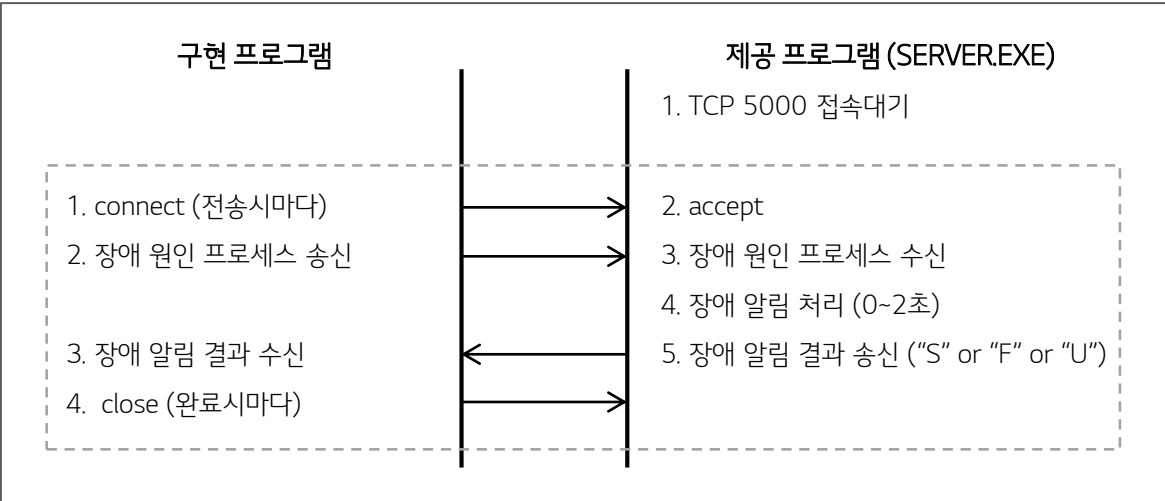 구현 프로그램
제공 프로그램 (SERVER.EXE)
1. TCP 5000 접속대기
1. connect (전송시마다)
2. accept
2. 장애 원인 프로세스 송신
3. 장애 원인 프로세스 수신
4. 장애 알림 처리 (0~2초)
3. 장애 알림 결과 수신
5. 장애 알림 결과 송신 (“S” or “F” or “U”)
4. close (완료시마다)